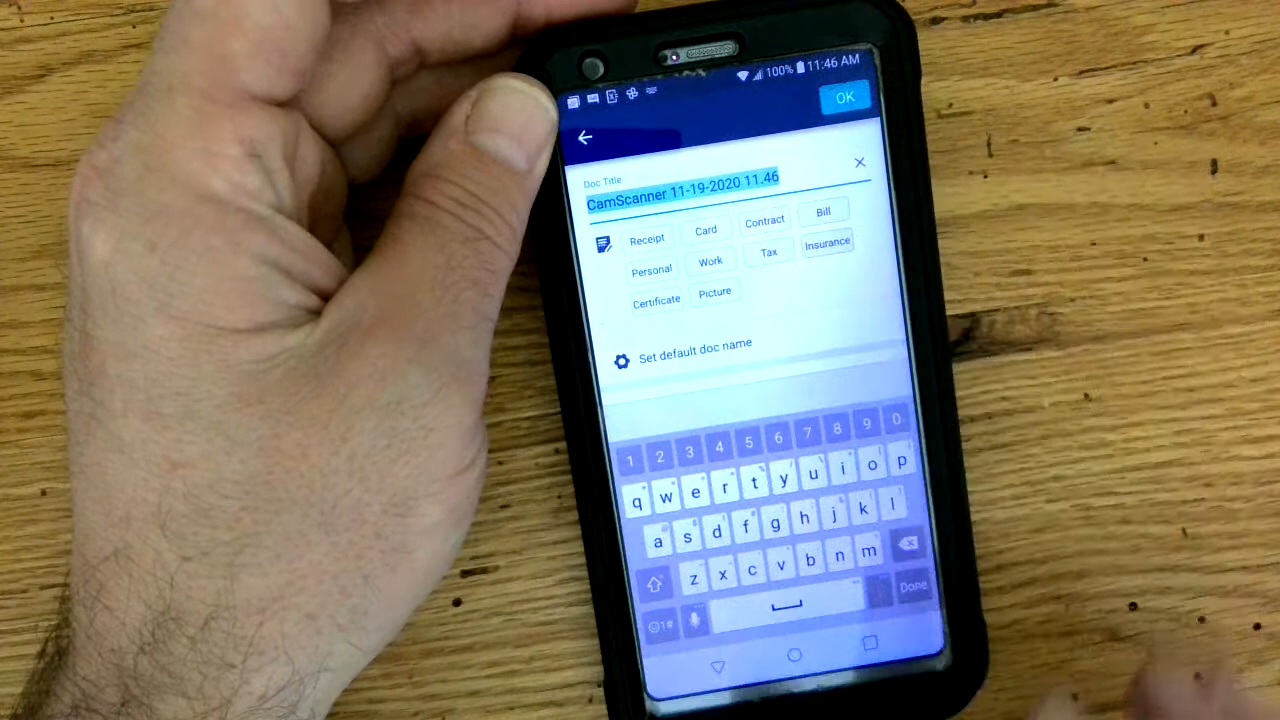 100% 11:46 AM
OK
Doc Title
CamScanner 11-19-2020 11.46
Receipt Card Contract Bill
Personal Work Tax Insurance
Certificate Picture
Set default doc name
1 2 3 4 5 6 7 8 9 0
q w e r t y u i o p
a s d f g h j k l
z x c v b n m
Done